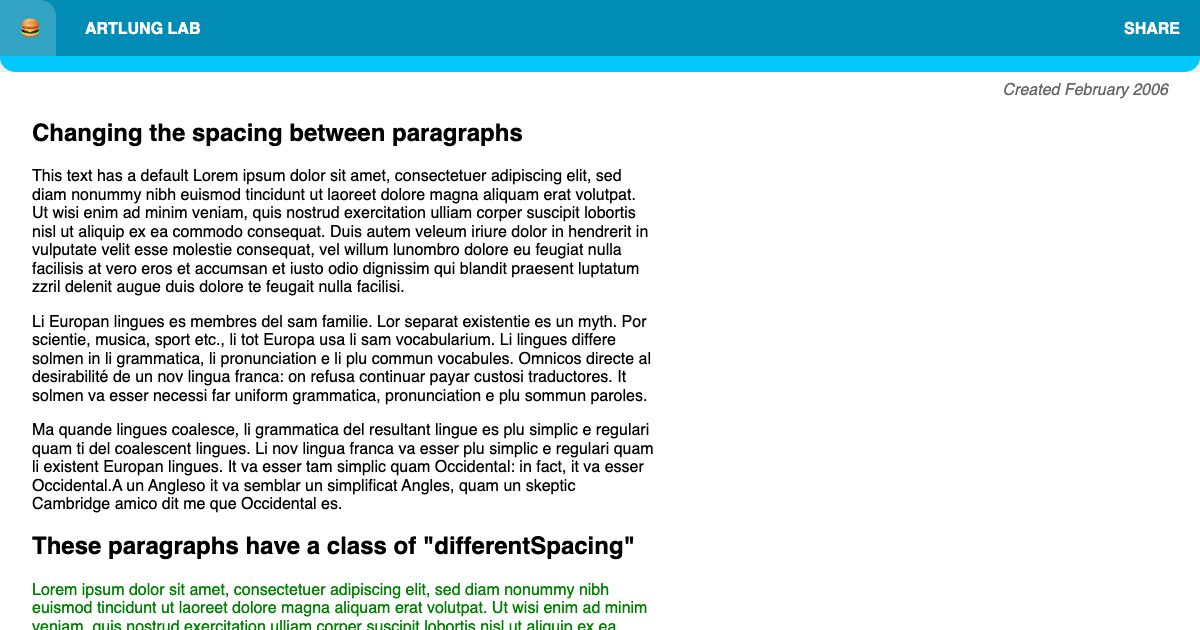 ARTLUNG LAB
SHARE
Created February 2006
Changing the spacing between paragraphs
This text has a default Lorem ipsum dolor sit amet, consectetuer adipiscing elit, sed
diam nonummy nibh euismod tincidunt ut laoreet dolore magna aliquam erat volutpat.
Ut wisi enim ad minim veniam, quis nostrud exercitation ulliam corper suscipit lobortis
nisl ut aliquip ex ea commodo consequat. Duis autem veleum iriure dolor in hendrerit in
vulputate velit esse molestie consequat, vel willum lunombro dolore eu feugiat nulla
facilisis at vero eros et accumsan et iusto odio dignissim qui blandit praesent luptatum
zzril delenit augue duis dolore te feugait nulla facilisi.
Li Europan lingues es membres del sam familie. Lor separat existentie es un myth. Por
scientie, musica, sport etc., li tot Europa usa li sam vocabularium. Li lingues differe
solmen in li grammatica, li pronunciation e li plu commun vocabules. Omnicos directe al
desirabilité de un nov lingua franca: on refusa continuar payar custosi traductores. It
solmen va esser necessi far uniform grammatica, pronunciation e plu sommun paroles.
Ma quande lingues coalesce, li grammatica del resultant lingue es plu simplic e regulari
quam ti del coalescent lingues. Li nov lingua franca va esser plu simplic e regulari quam
li existent Europan lingues. It va esser tam simplic quam Occidental: in fact, it va esser
Occidental.A un Angleso it va semblar un simplificat Angles, quam un skeptic
Cambridge amico dit me que Occidental es.
These paragraphs have a class of "differentSpacing"
Lorem ipsum dolor sit amet, consectetuer adipiscing elit, sed diam nonummy nibh
euismod tincidunt ut laoreet dolore magna aliquam erat volutpat. Ut wisi enim ad minim
veniam, quis nostrud exercitation ulliam corper suscipit lobortis nisl ut aliquip ex ea